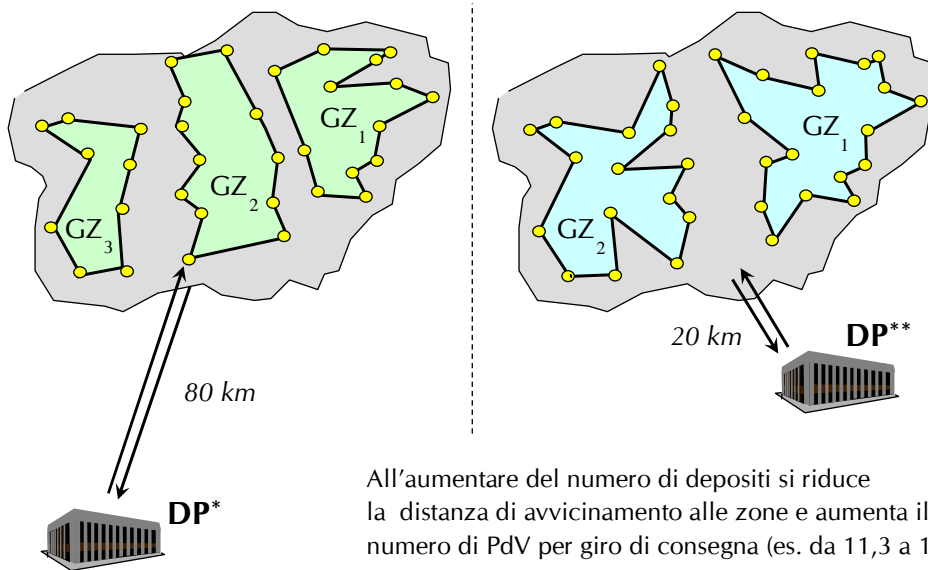 GZ1
GZ2
GZ3
80 km
DP*
GZ1
GZ2
20 km
DP**
All'aumentare del numero di depositi si riduce
la distanza di avvicinamento alle zone e aumenta il
numero di PdV per giro di consegna (es. da 11,3 a 1